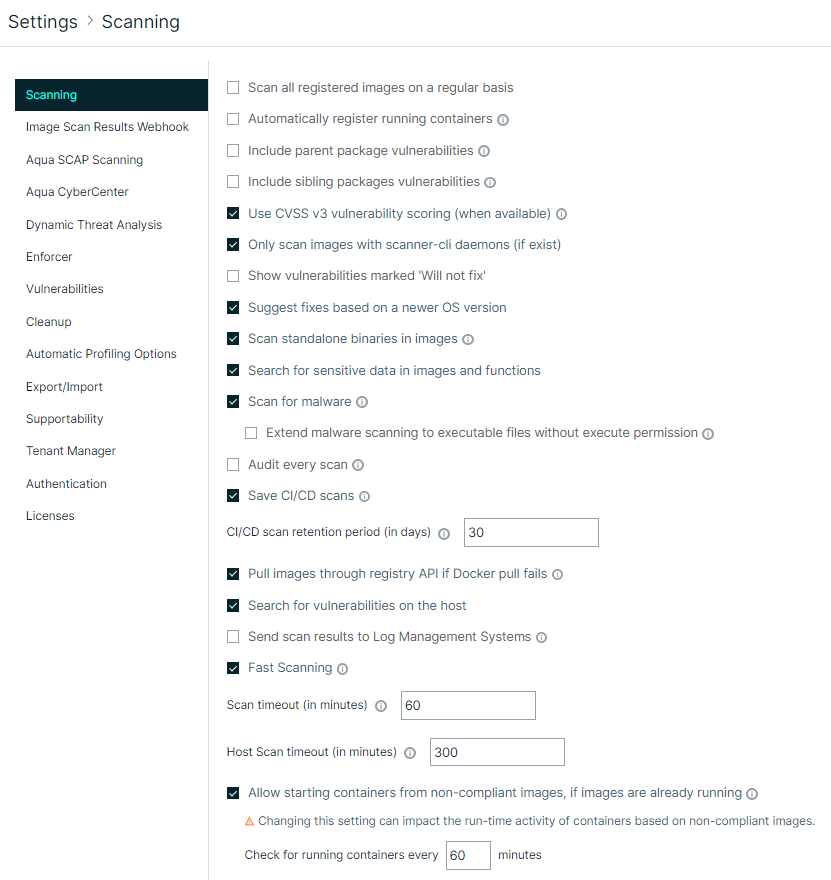 Settings > Scanning
Scanning
Image Scan Results Webhook
Aqua SCAP Scanning
Aqua CyberCenter
Dynamic Threat Analysis
Enforcer
Vulnerabilities
Cleanup
Automatic Profiling Options
Export/Import
Supportability
Tenant Manager
Authentication
Licenses
Scan all registered images on a regular basis
Automatically register running containers
Include parent package vulnerabilities
Include sibling packages vulnerabilities
Use CVSS v3 vulnerability scoring (when available)
Only scan images with scanner-cli daemons (if exist)
Show vulnerabilities marked 'Will not fix'
Suggest fixes based on a newer OS version
Scan standalone binaries in images
Search for sensitive data in images and functions
Scan for malware
Extend malware scanning to executable files without execute permission
Audit every scan
Save CI/CD scans
CI/CD scan retention period (in days) 30
Pull images through registry API if Docker pull fails
Search for vulnerabilities on the host
Send scan results to Log Management Systems
Fast Scanning
Scan timeout (in minutes) 60
Host Scan timeout (in minutes) 300
Allow starting containers from non-compliant images, if images are already running
Changing this setting can impact the run-time activity of containers based on non-compliant images.
Check for running containers every 60 minutes